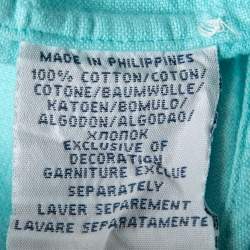 MADE IN PHILIPPINES
100% COTTON/COTON/
COTONE/BAUMWOLLE/
KATOEN/BOMULD/
ALGODON/ALGODAO/
ХЛОПОК
EXCLUSIVE OF
DECORATION
GARNITURE EXCLUE
SEPARATELY
LAVER SEPAREMENT
LAVARE SEPARATAMENTE